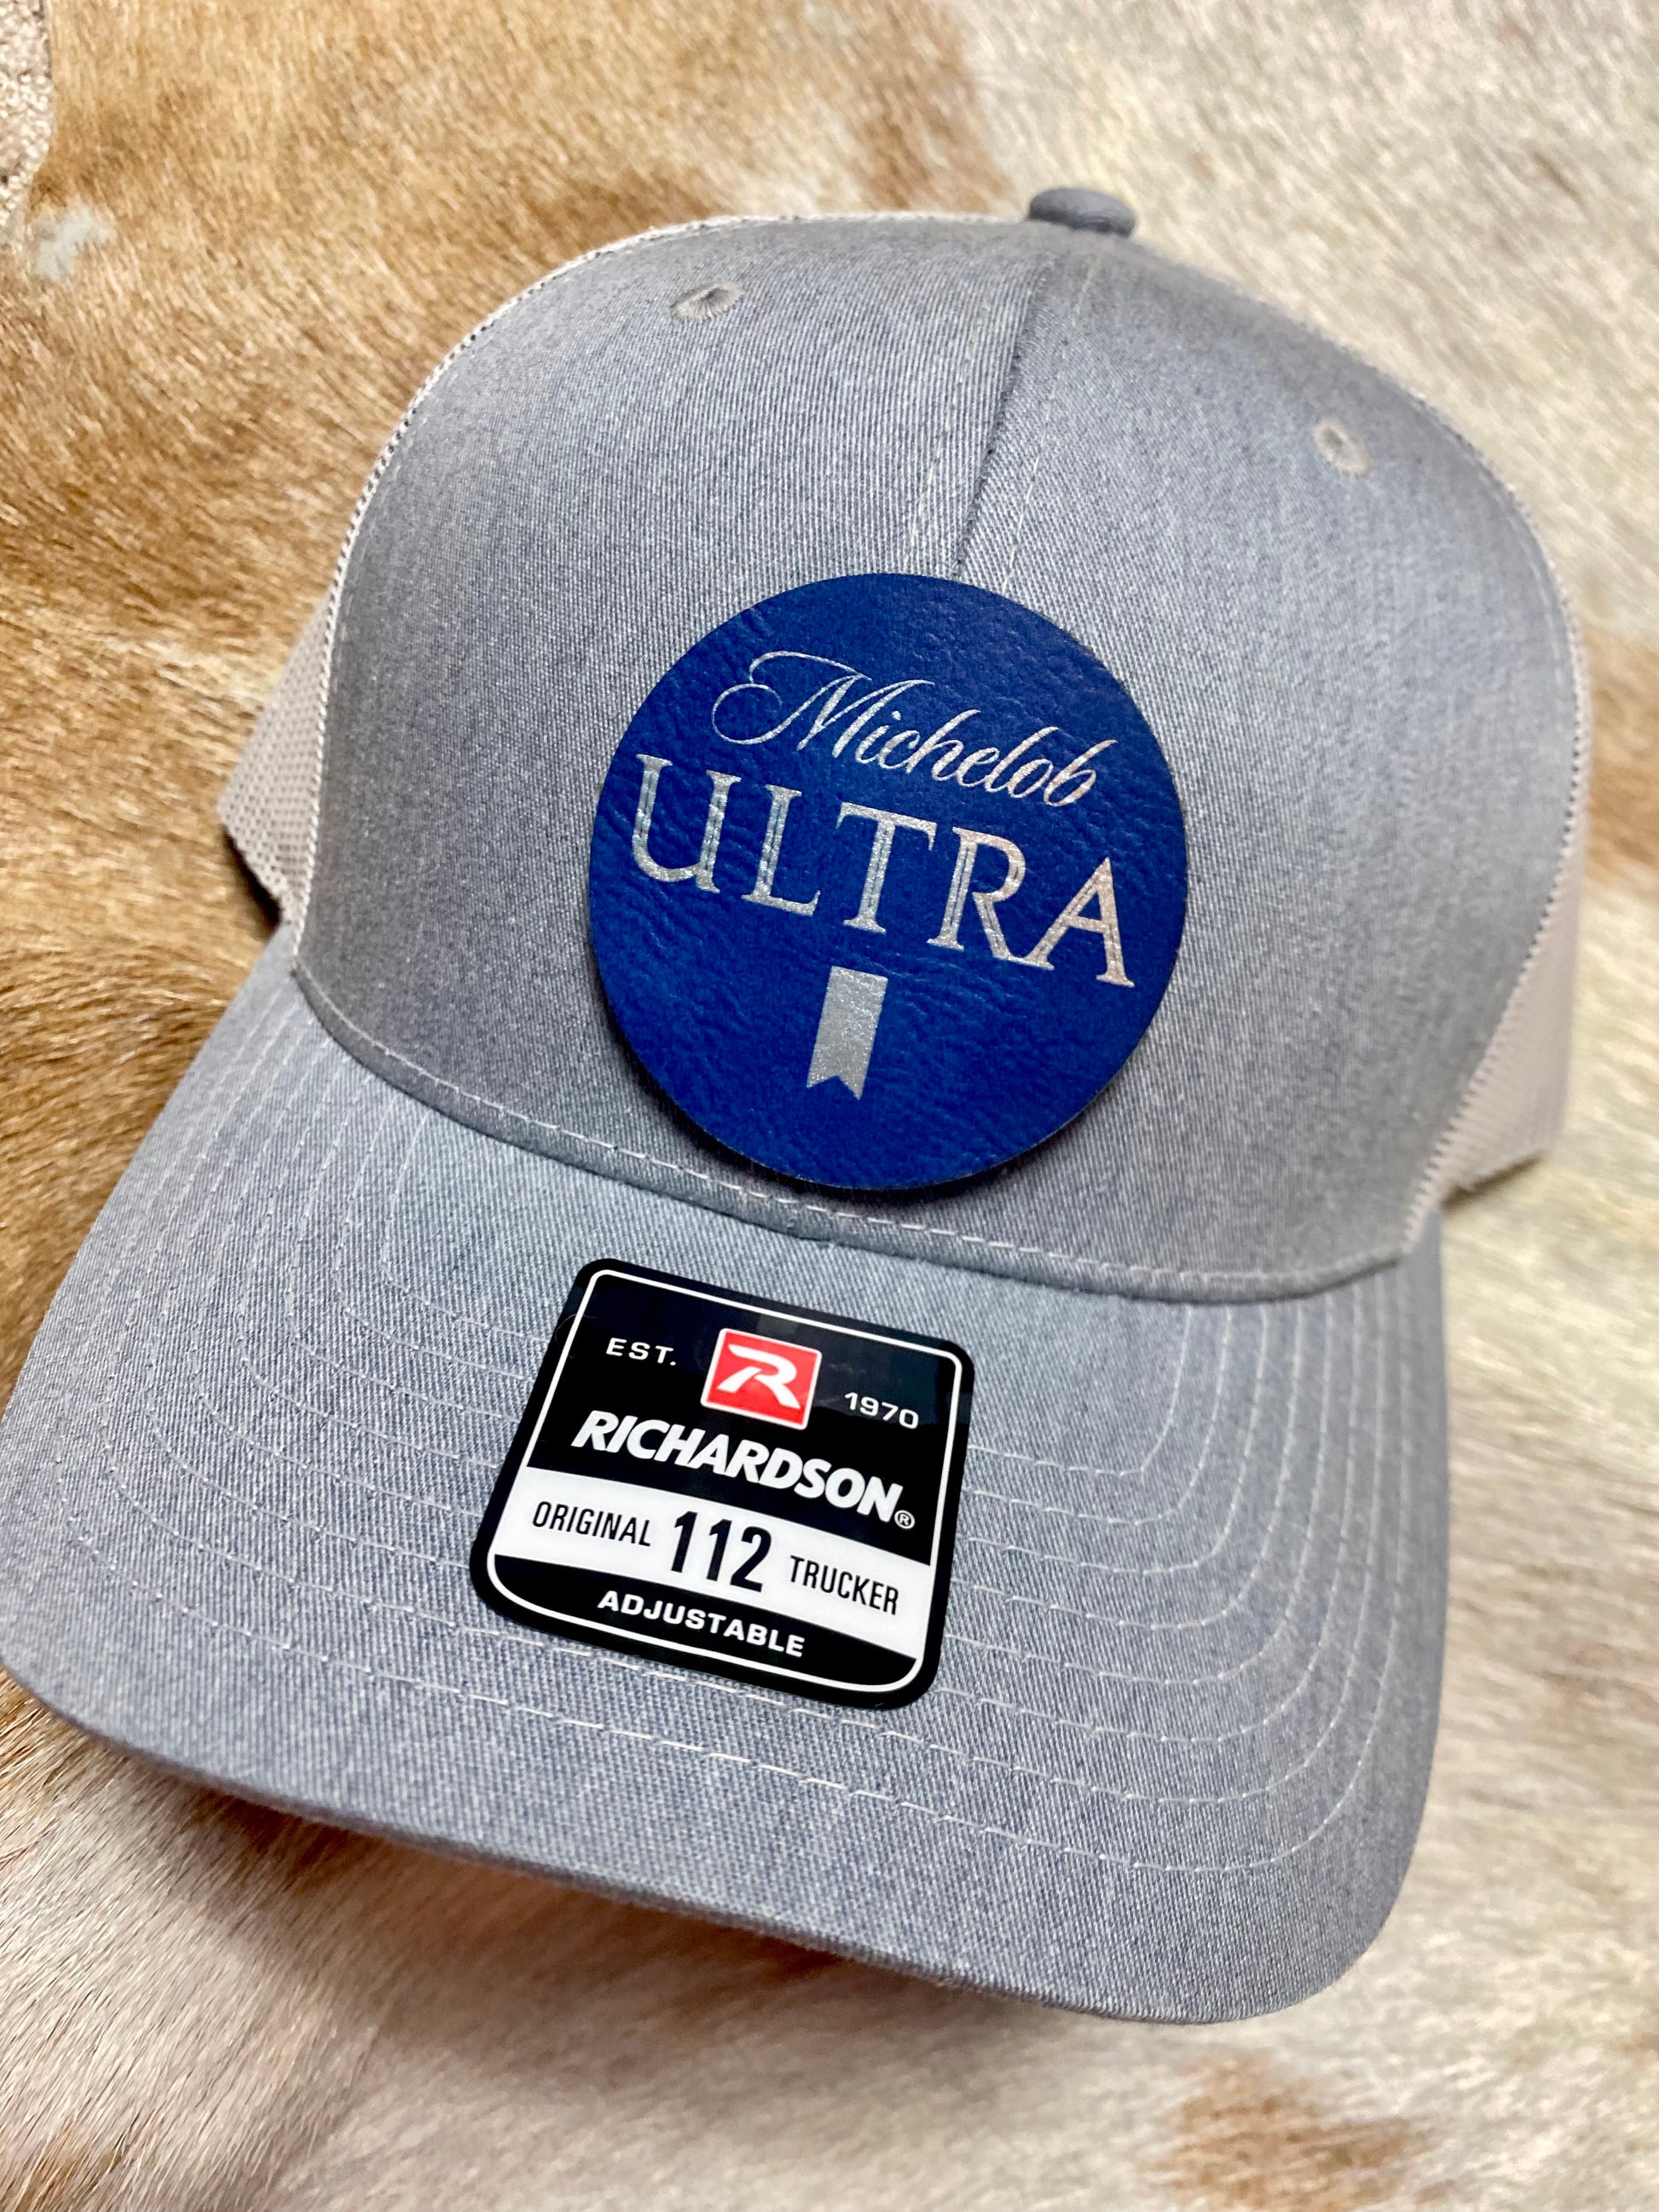 Michelob
ULTRA
EST. R 1970
RICHARDSON®
ORIGINAL 112 TRUCKER
ADJUSTABLE